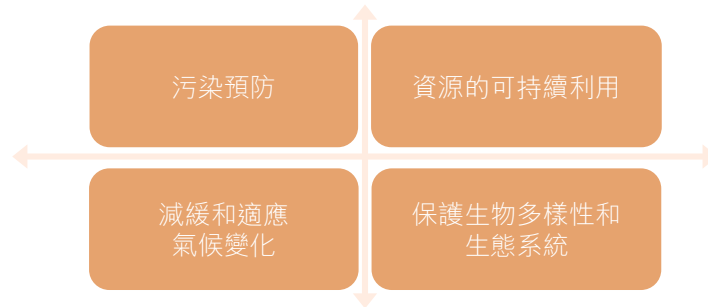 污染預防
資源的可持續利用
減緩和適應
氣候變化
保護生物多樣性和
生態系統